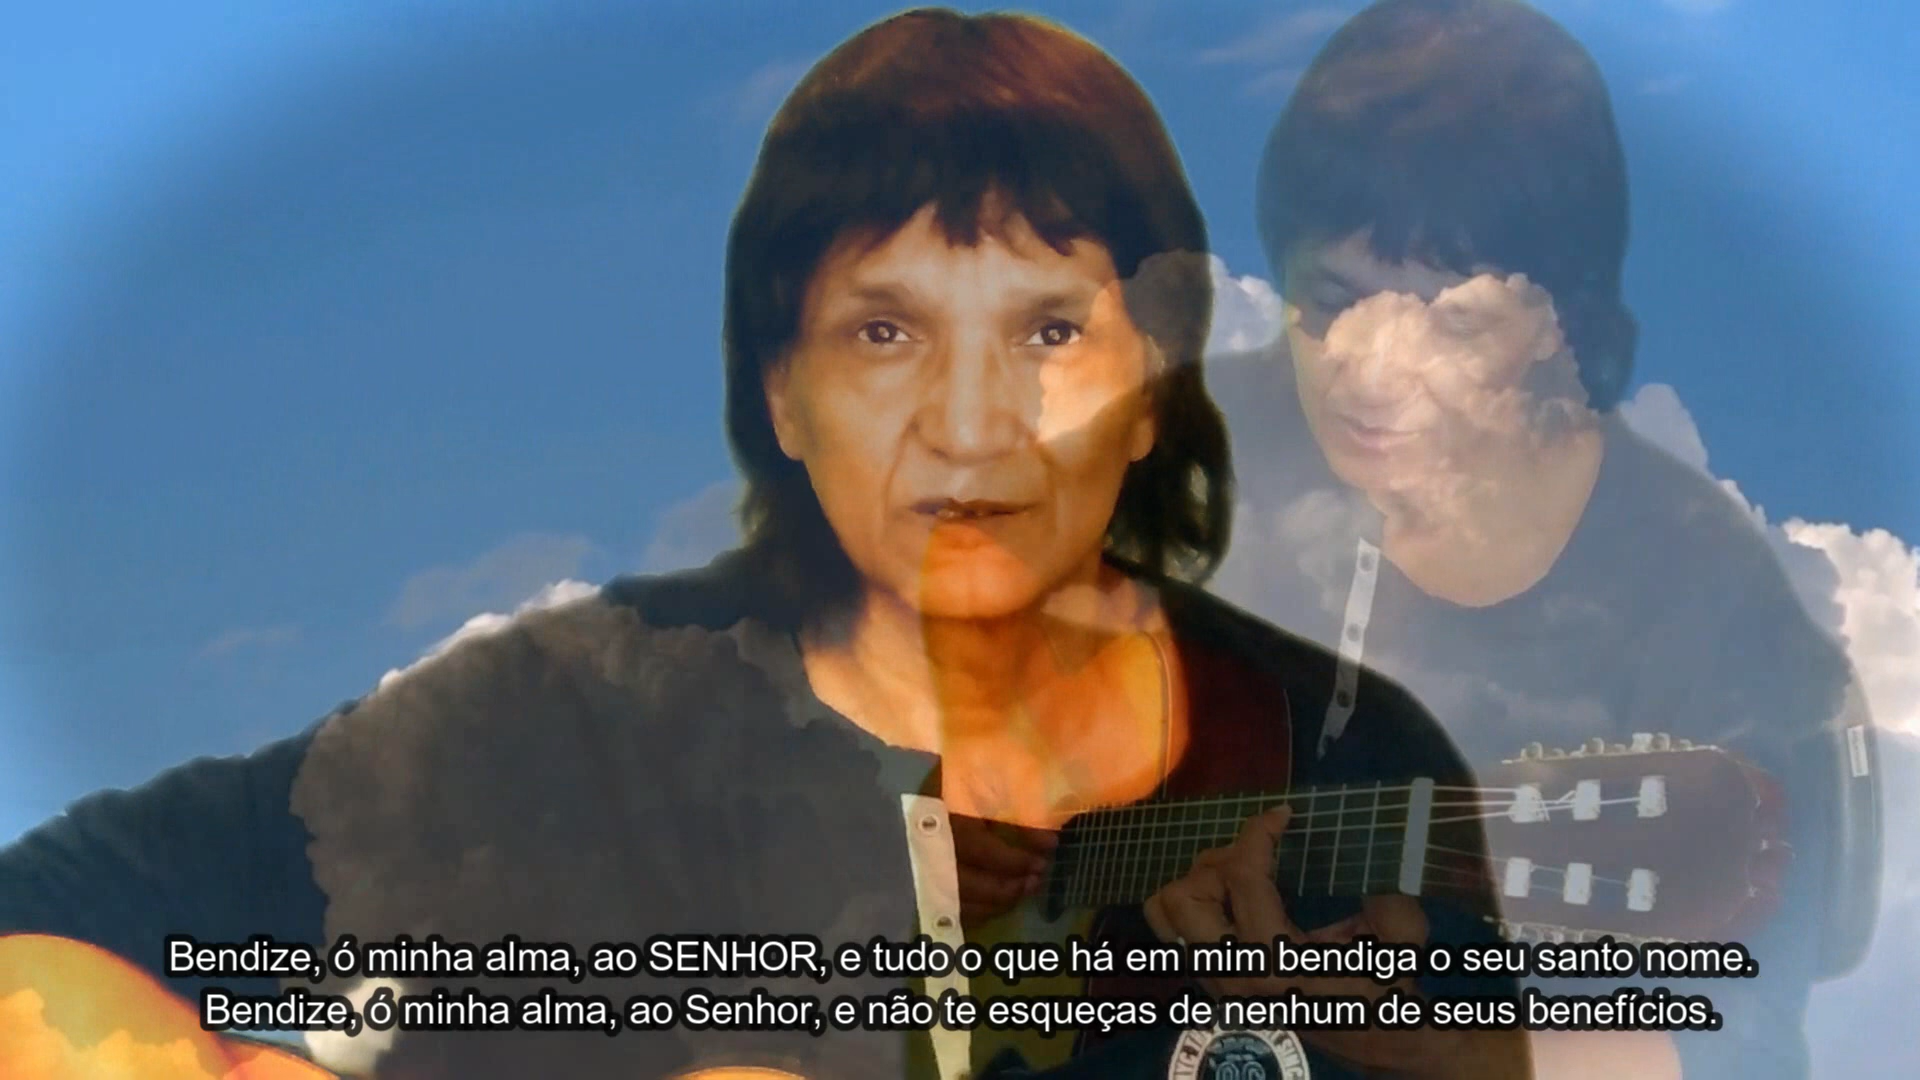 Bendize, ó minha alma, ao SENHOR, e tudo o que há em mim bendiga o seu santo nome.
Bendize, ó minha alma, ao Senhor, e não te esqueças de nenhum de seus benefícios.